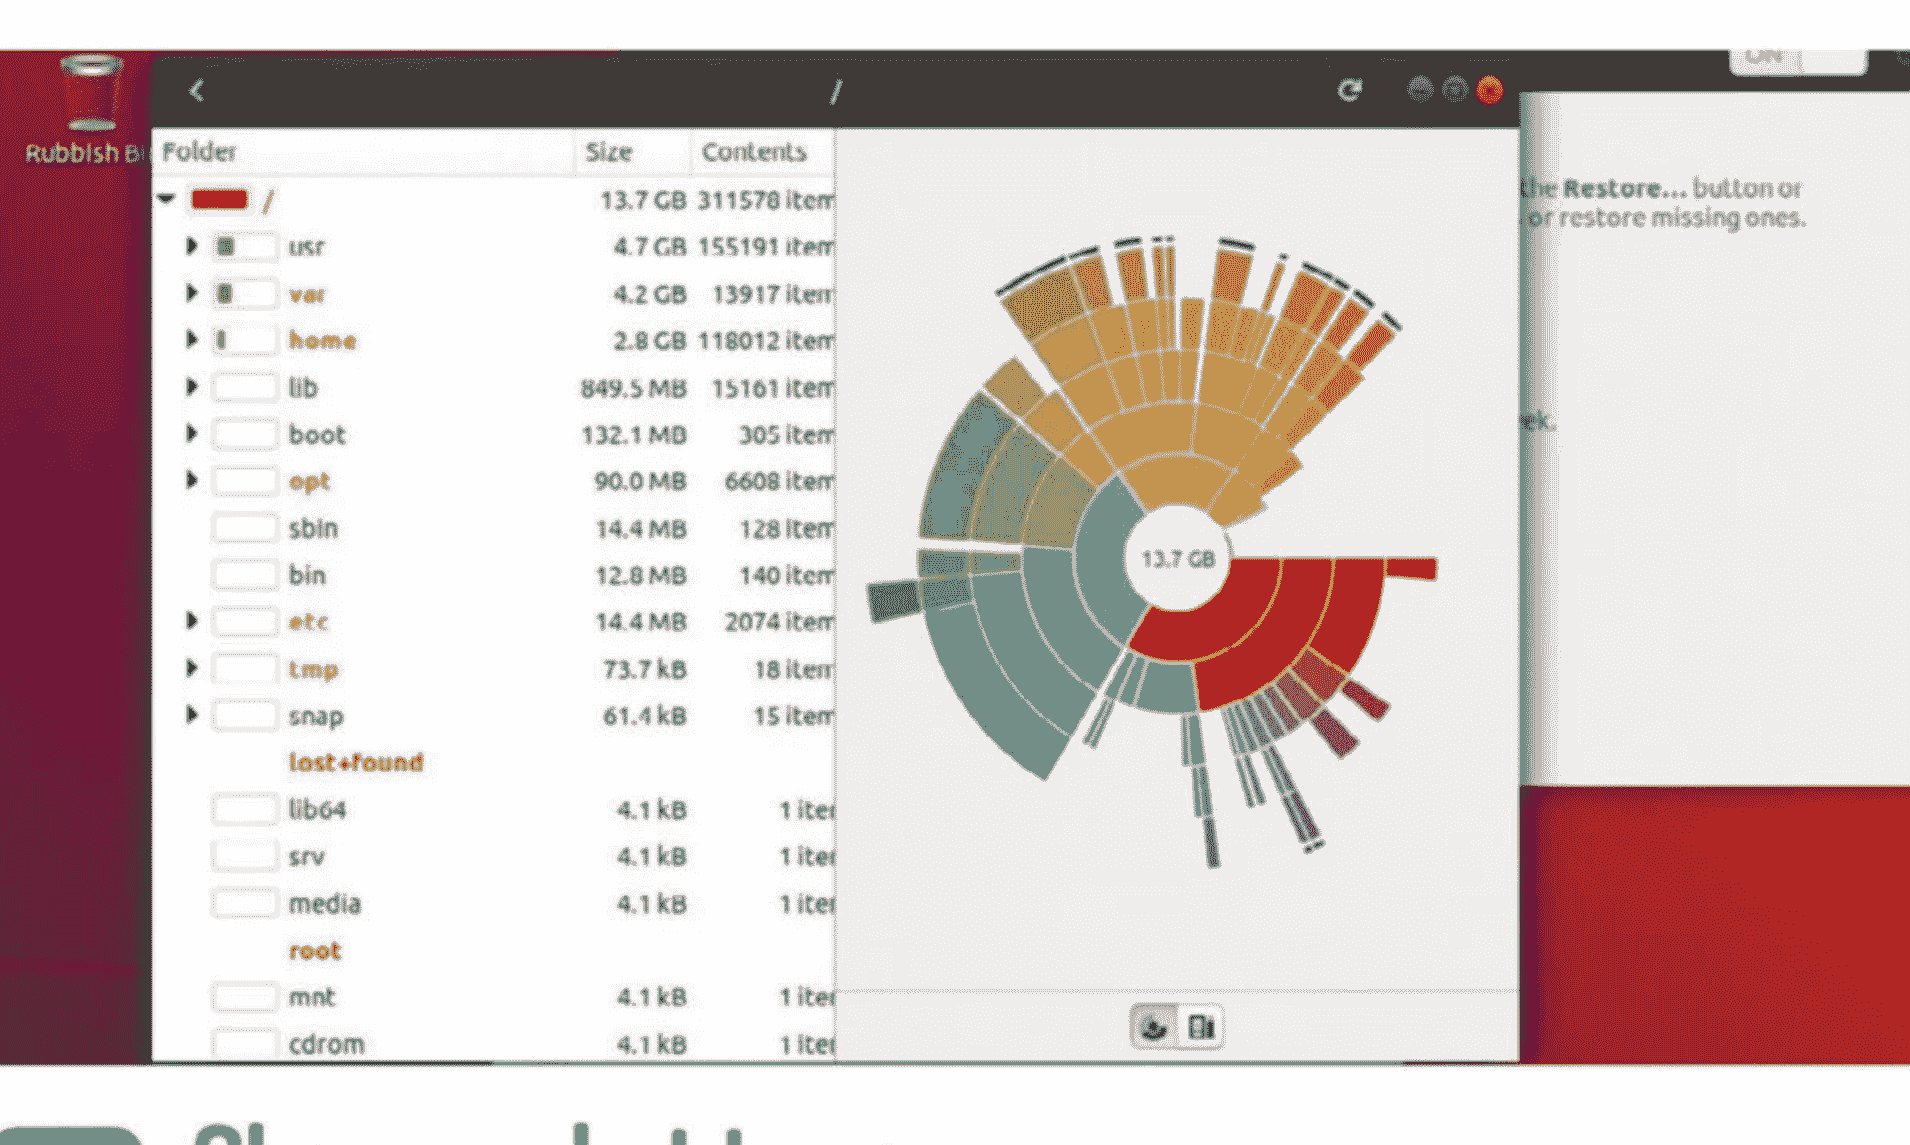 ON
/
Rubbish B
Folder Size Contents
/ 13.7 GB 311578 item
usr 4.7 GB 155191 item
var 4.2 GB 13917 item
home 2.8 GB 118012 item
lib 849.5 MB 15161 item
boot 132.1 MB 305 item
opt 90.0 MB 6608 item
sbin 14.4 MB 128 item
bin 12.8 MB 140 item
etc 14.4 MB 2074 item
tmp 73.7 kB 18 item
snap 61.4 kB 15 item
lost+found
lib64 4.1 kB 1 iter
srv 4.1 kB 1 iter
media 4.1 kB 1 iter
root
mnt 4.1 kB 1 iter
cdrom 4.1 kB 1 iter
13.7 GB
the Restore... button or
or restore missing ones.
ek.